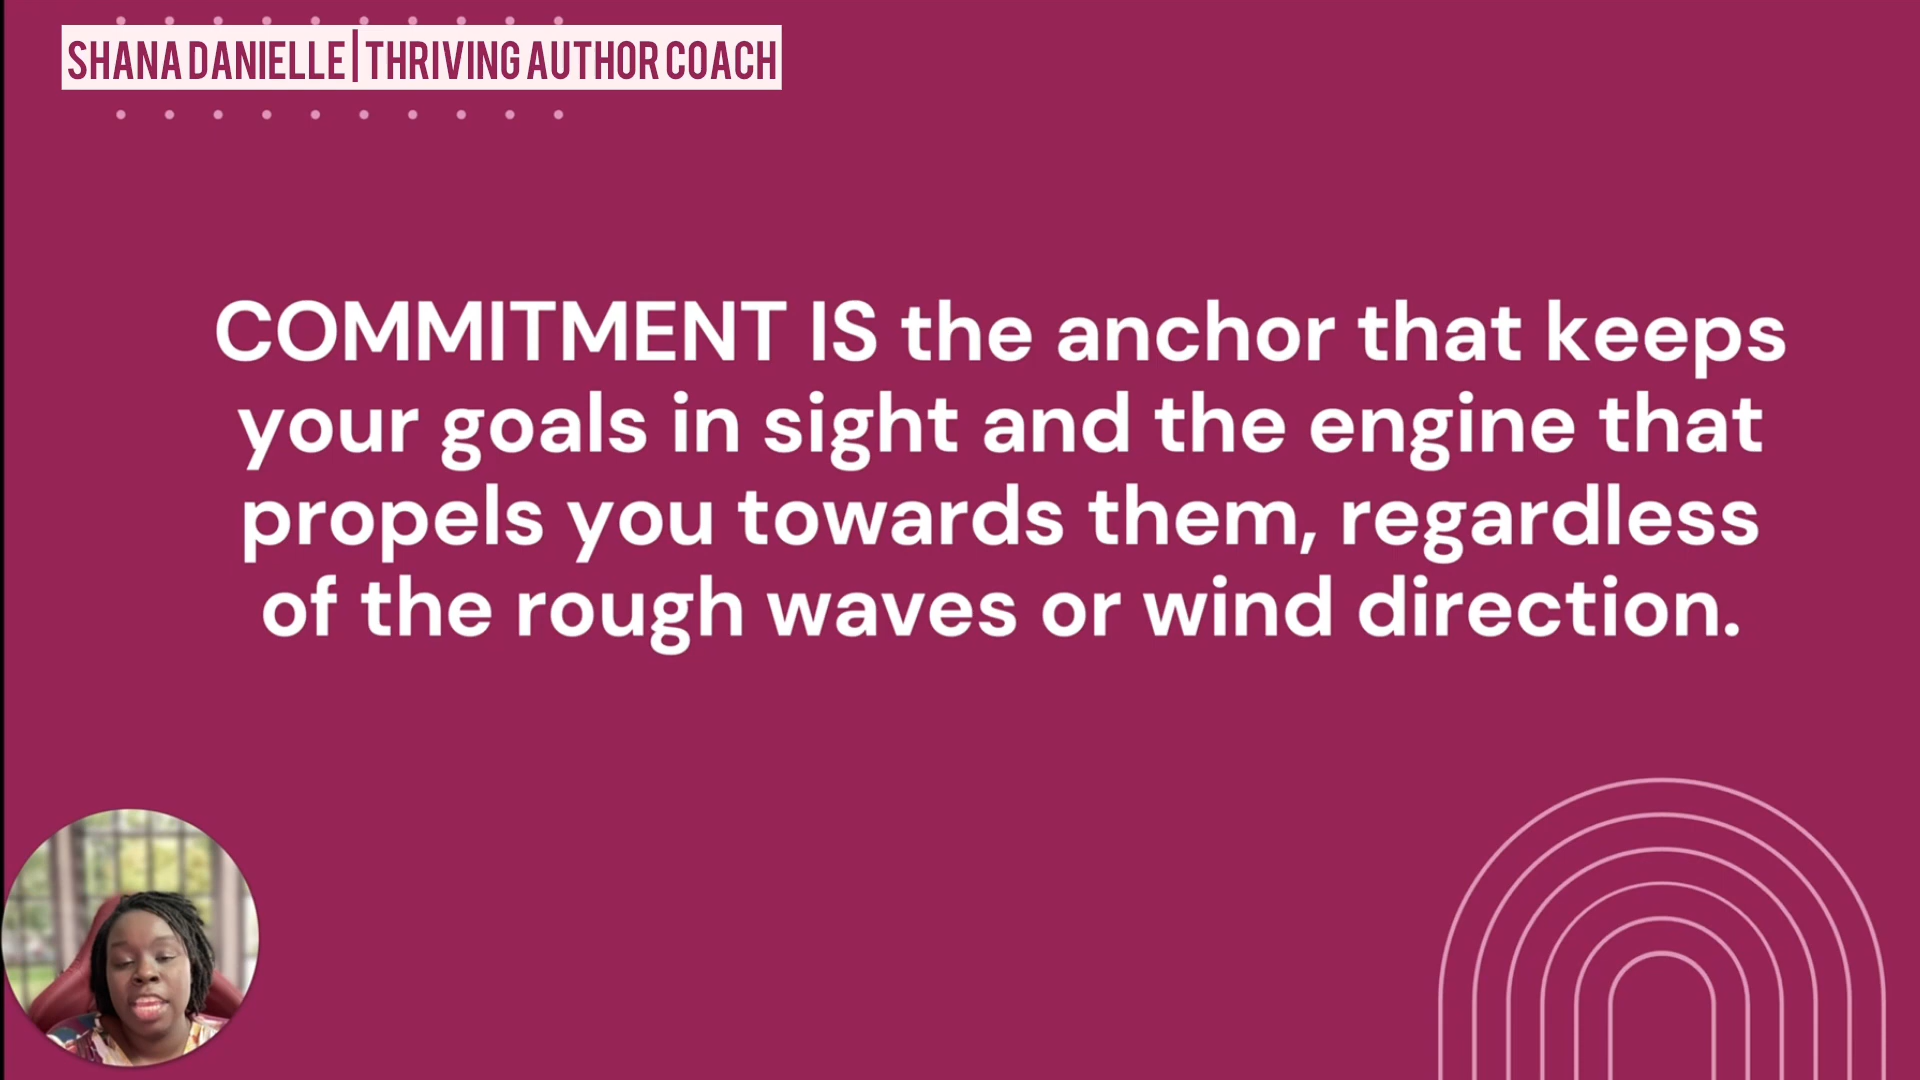 SHANA DANIELLE | THRIVING AUTHOR COACH
COMMITMENT IS the anchor that keeps
your goals in sight and the engine that
propels you towards them, regardless
of the rough waves or wind direction.